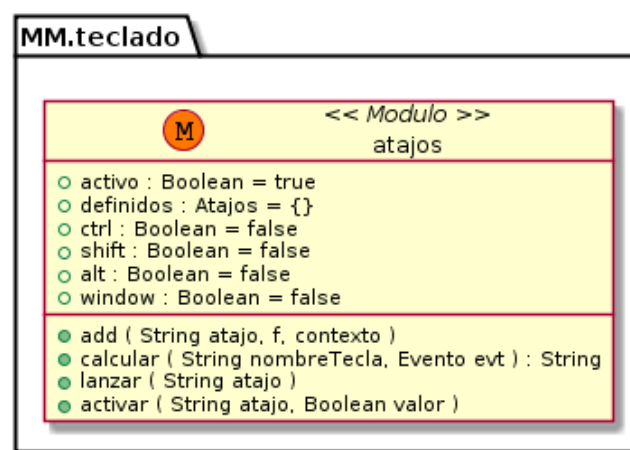 MM.teclado
M
<< Modulo >>
atajos
activo : Boolean = true
definidos : Atajos = {}
ctrl : Boolean = false
shift : Boolean = false
alt : Boolean = false
window : Boolean = false
add ( String atajo, f, contexto )
calcular ( String nombreTecla, Evento evt ) : String
lanzar ( String atajo )
activar ( String atajo, Boolean valor )